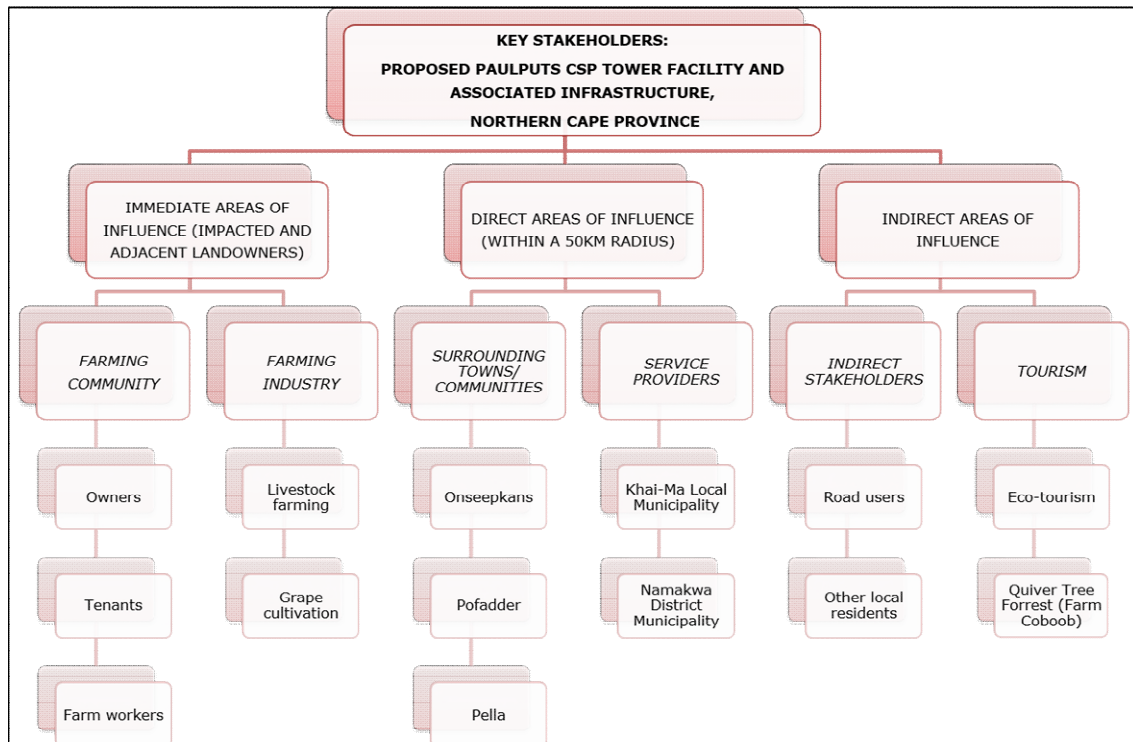 KEY STAKEHOLDERS:
PROPOSED PAULPUTS CSP TOWER FACILITY AND
ASSOCIATED INFRASTRUCTURE,
NORTHERN CAPE PROVINCE
IMMEDIATE AREAS OF
INFLUENCE (IMPACTED AND
ADJACENT LANDOWNERS)
DIRECT AREAS OF INFLUENCE
(WITHIN A 50KM RADIUS)
INDIRECT AREAS OF
INFLUENCE
FARMING
COMMUNITY
FARMING
INDUSTRY
SURROUNDING
TOWNS/
COMMUNITIES
SERVICE
PROVIDERS
INDIRECT
STAKEHOLDERS
TOURISM
Owners
Livestock
farming
Onseepkans
Khai-Ma Local
Municipality
Road users
Eco-tourism
Tenants
Grape
cultivation
Pofadder
Namakwa
District
Municipality
Other local
residents
Quiver Tree
Forrest (Farm
Coboob)
Farm workers
Pella